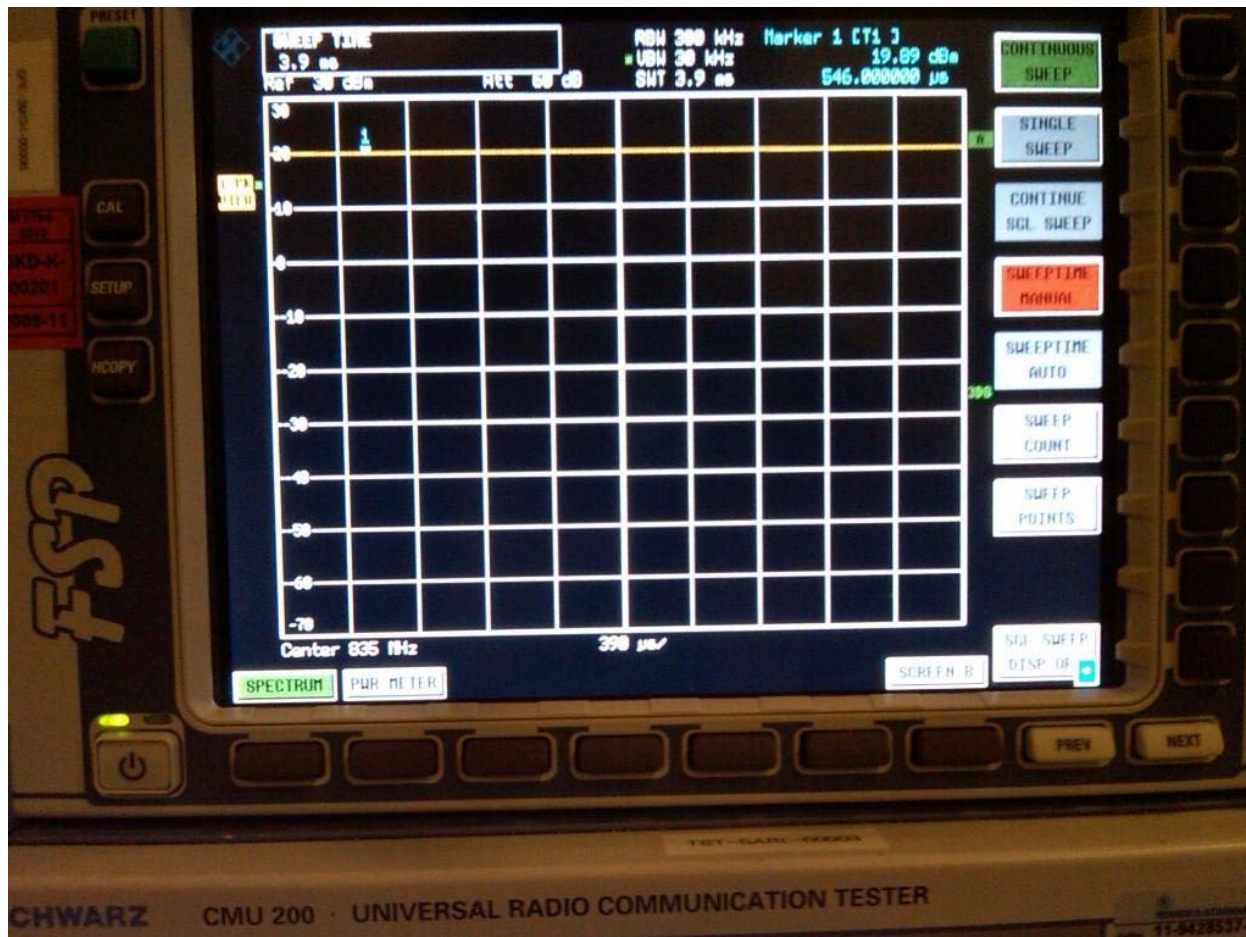 PRESET
SWEEP TIME
3.9 ms
RBW 300 kHz
VBW 30 kHz
SWT 3.9 ms
Marker 1 [T1 ]
19.89 dBm
546.000000 µs
Ref 30 dBm
Att 60 dB
CONTINUOUS
SWEEP
SINGLE
SWEEP
CONTINUE
SGL SWEEP
SWEEPTIME
MANUAL
SWEEPTIME
AUTO
SWEEP
COUNT
SWEEP
POINTS
SGL SWEEP
30
1
20
A
VIEW
10
0
-10
-20
-30
-40
-50
-60
-70
3DB
Center 835 MHz
390 µs/
SPECTRUM
PWR METER
SCREEN B
CAL
SETUP
HCOPY
FSP
PREV
NEXT
CHWARZ
CMU 200 · UNIVERSAL RADIO COMMUNICATION TESTER